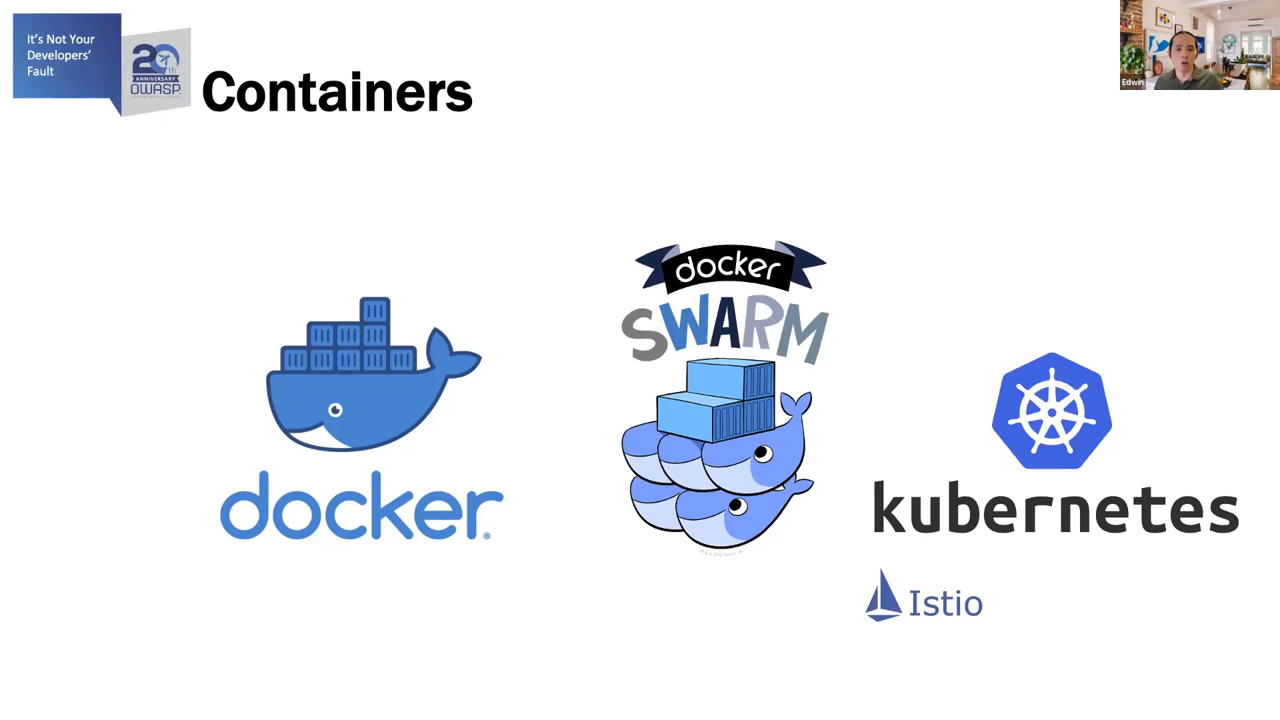 It's Not Your
Developers'
Fault
20th
ANNIVERSARY
OWASP
Containers
Edwin
docker
SWARM
docker
kubernetes
Istio